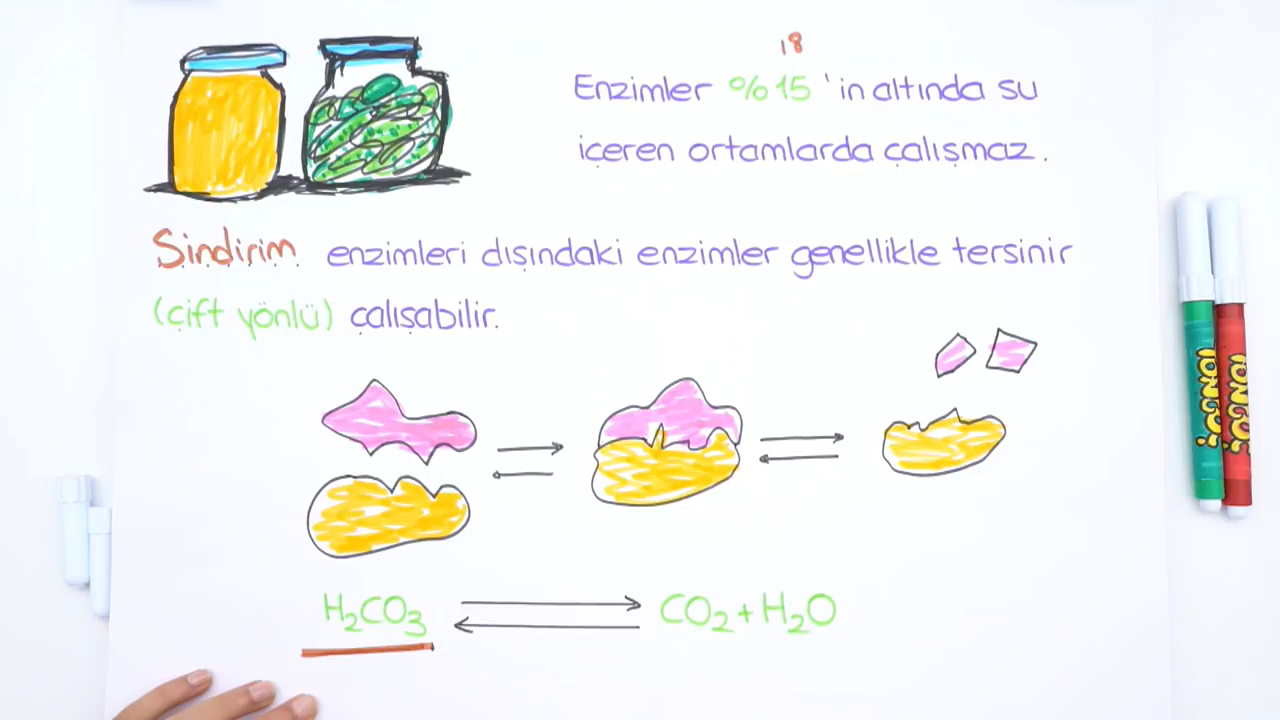 18
Enzimler %15 'in altında su
içeren ortamlarda çalışmaz.
Sindirim enzimleri dışındaki enzimler genellikle tersinir
(çift yönlü) çalışabilir.
H₂CO₃ CO₂+H₂O